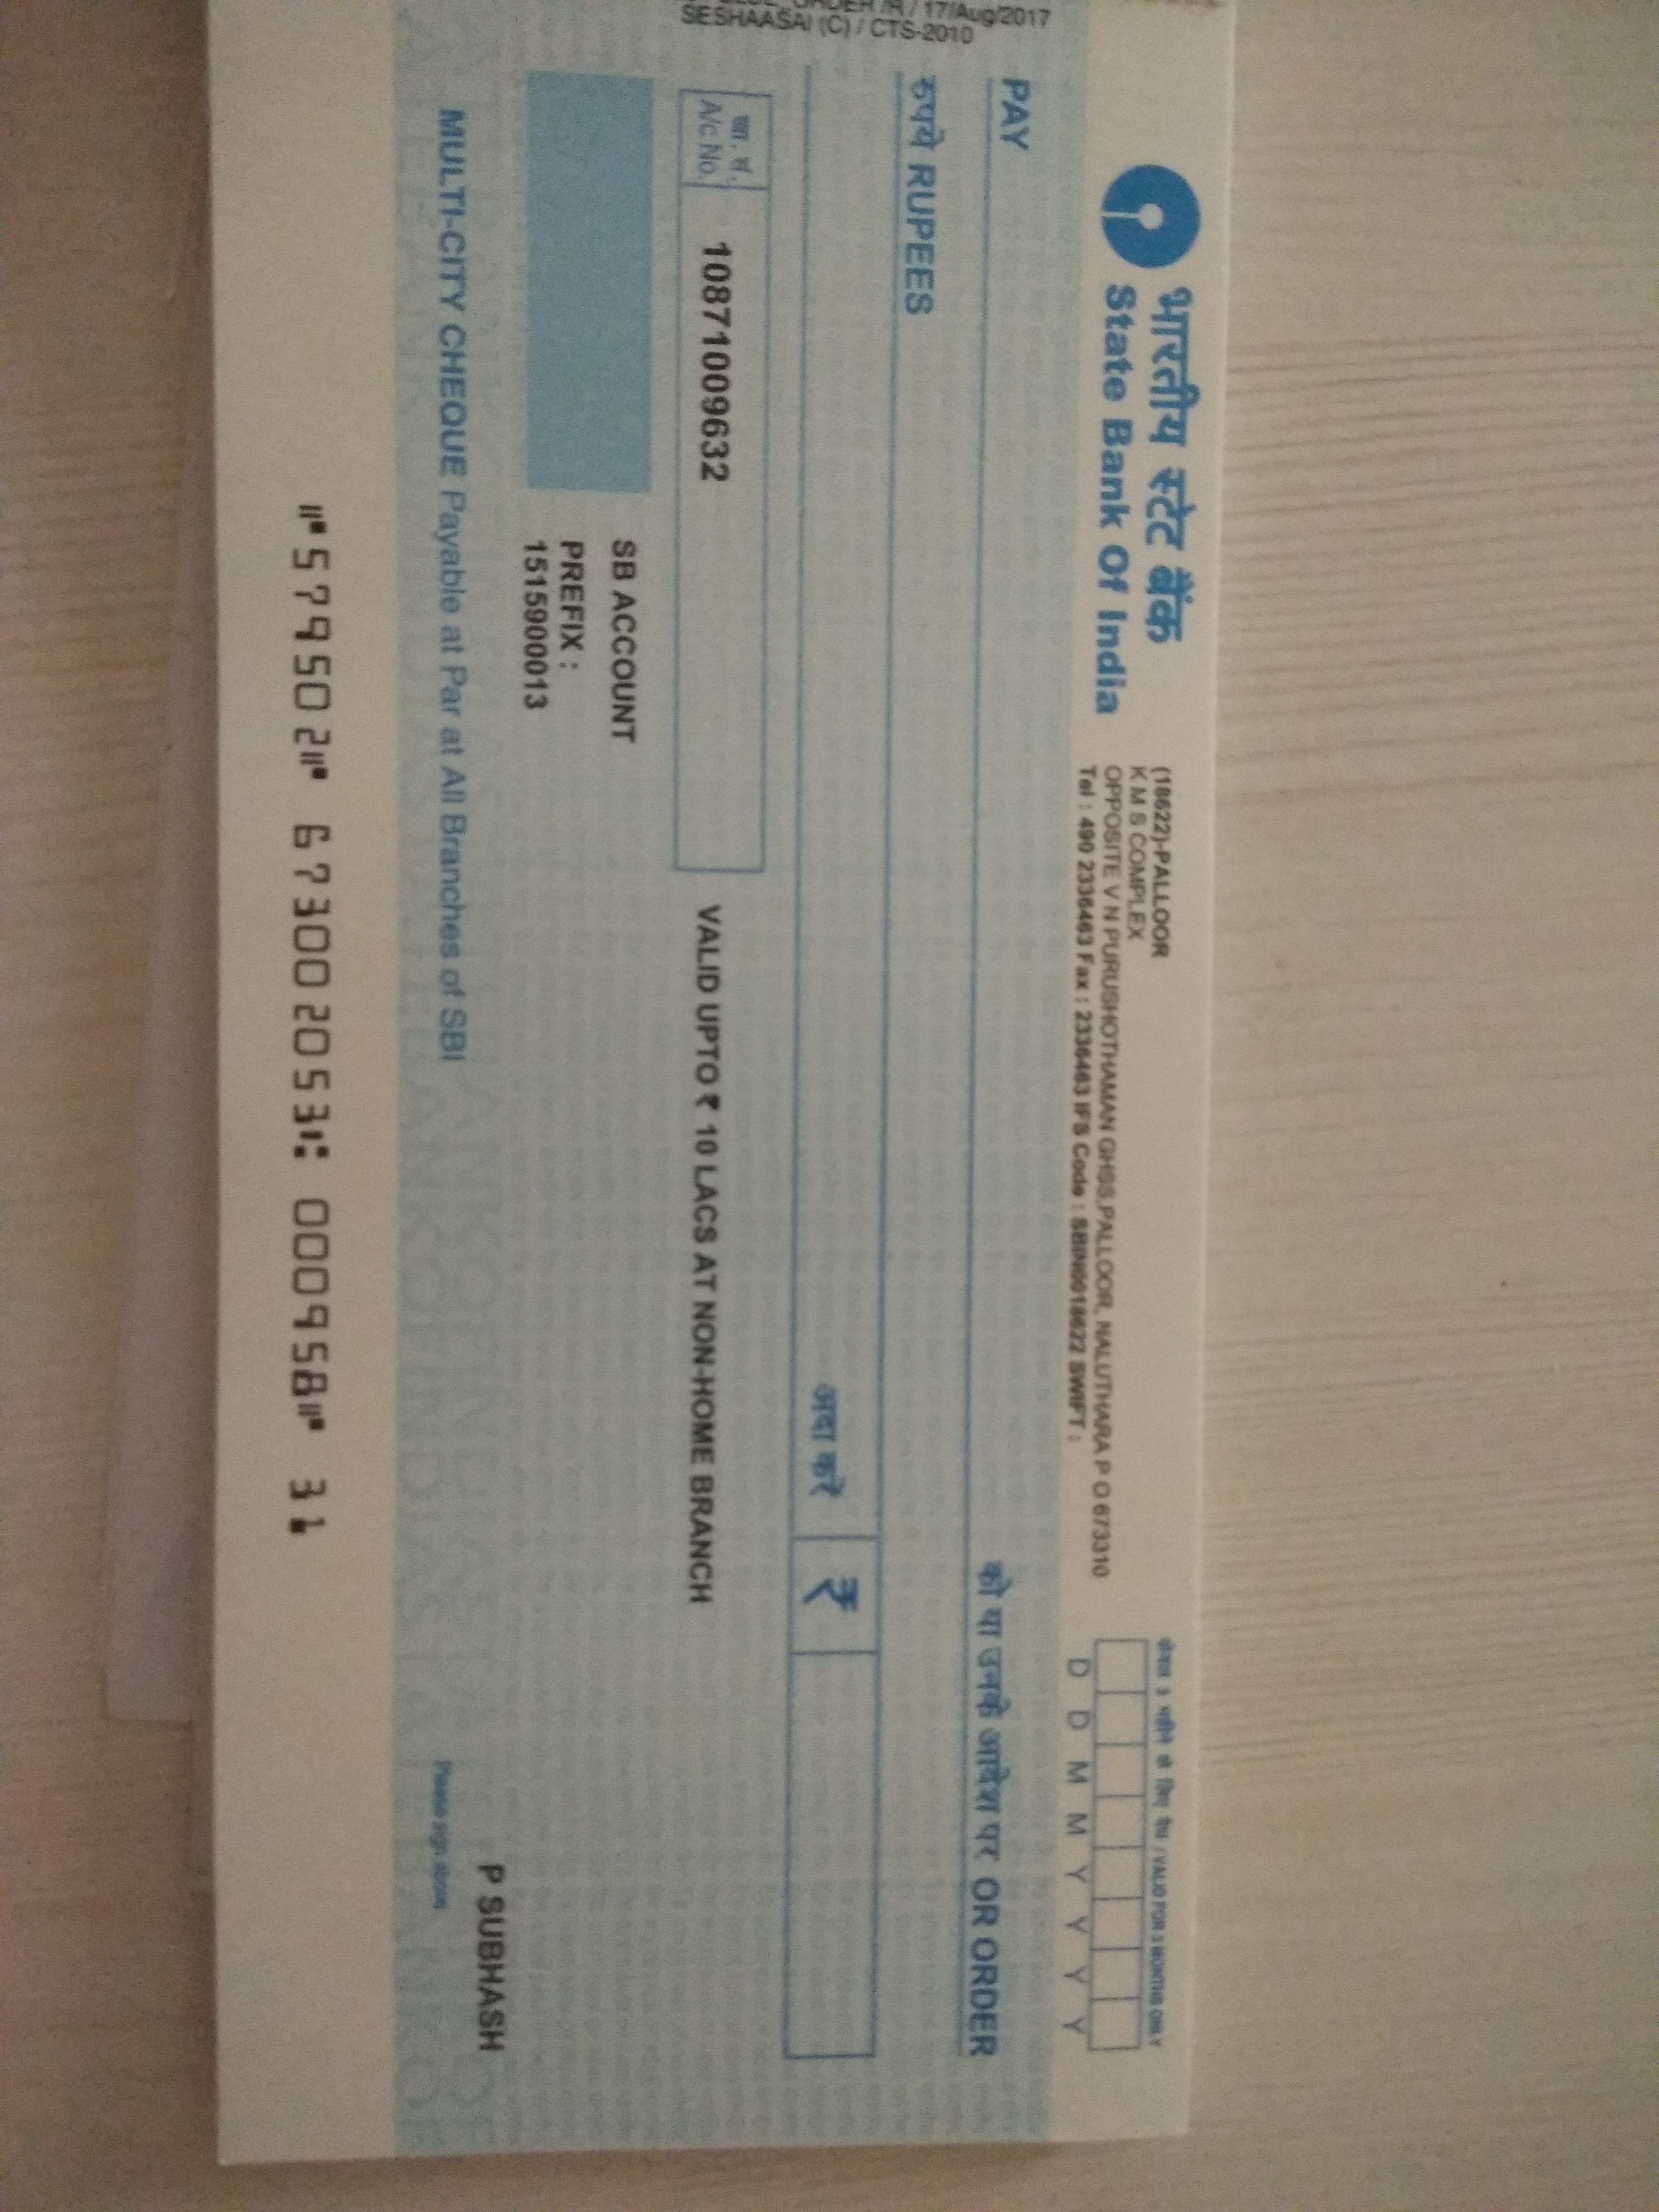 भारतीय स्टेट बैंक
State Bank Of India
(18622)-PALLOOR
K M S COMPLEX
OPPOSITE V N PURUSHOTHAMAN GHSS,PALLOOR, NALUTHARA P O 673310
Tel : 490 2336463 Fax : 2336463 IFS Code : SBIN0018622 SWIFT :
केवल 3 महीने के लिए वैध / VALID FOR 3 MONTHS ONLY
D D M M Y Y Y Y
PAY
को या उनके आदेश पर OR ORDER
रुपये RUPEES
अदा करें ₹
खा. सं.
A/c. No.
10871009632
VALID UPTO ₹ 10 LACS AT NON-HOME BRANCH
SB ACCOUNT
PREFIX :
1515900013
P SUBHASH
MULTI-CITY CHEQUE Payable at Par at All Branches of SBI
Please sign above
⑈579502⑈ 673002053⑆ 000958⑈ 31
ORDER /R / 17/Aug/2017
SESHAASAI (C) / CTS-2010